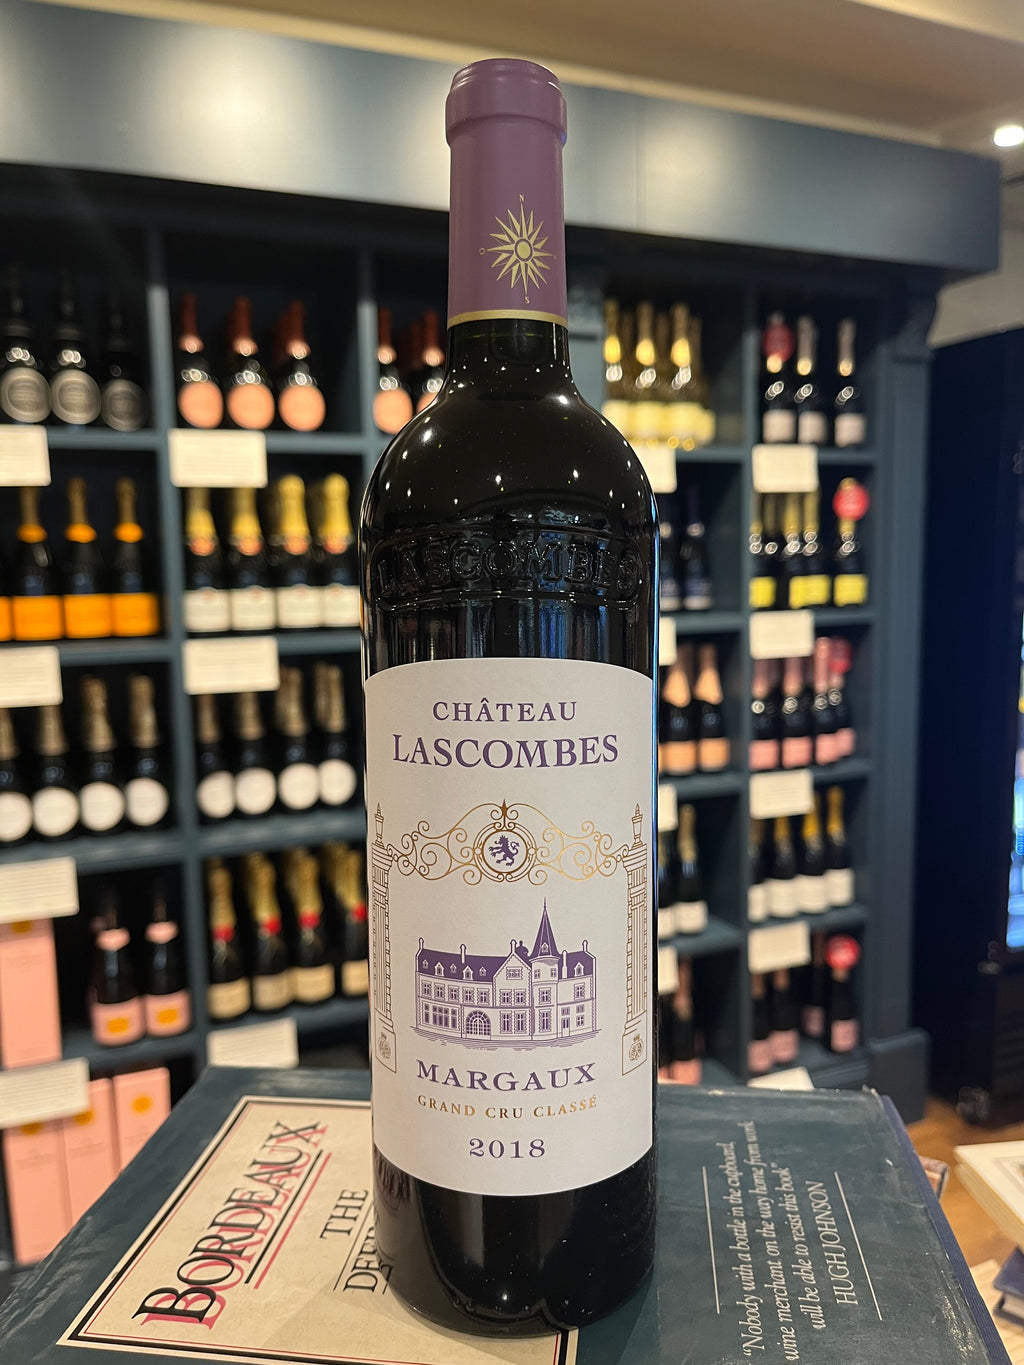 N
S
LASCOMBES
CHÂTEAU
LASCOMBES
MARGAUX
GRAND CRU CLASSÉ
2018
BORDEAUX
THE
"Nobody with a bottle in the cupboard,
wine merchant on the way home from work
will be able to resist this book"
HUGH JOHNSON